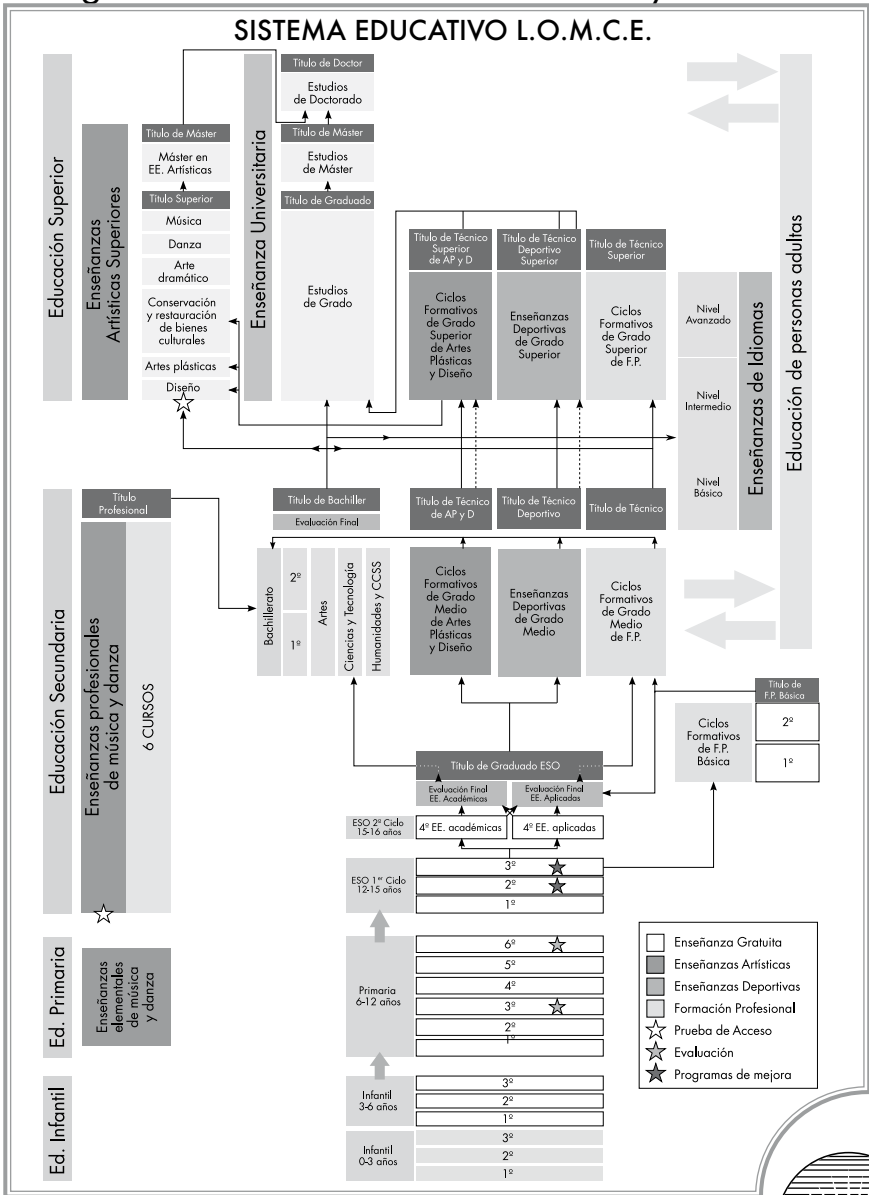 SISTEMA EDUCATIVO L.O.M.C.E.
Educación Superior
Enseñanzas
Artísticas Superiores
Título de Máster
Máster en
EE. Artísticas
Título Superior
Música
Danza
Arte
dramático
Conservación
y restauración
de bienes
culturales
Artes plásticas
Diseño
Enseñanza Universitaria
Título de Doctor
Estudios
de Doctorado
Título de Máster
Estudios
de Máster
Título de Graduado
Estudios
de Grado
Título de Técnico
Superior
de AP y D
Ciclos
Formativos
de Grado
Superior
de Artes
Plásticas
y Diseño
Título de Técnico
Deportivo
Superior
Enseñanzas
Deportivas
de Grado
Superior
Título de Técnico
Superior
Ciclos
Formativos
de Grado
Superior
de F.P.
Nivel
Avanzado
Nivel
Intermedio
Nivel
Básico
Enseñanzas de Idiomas
Educación de personas adultas
Educación Secundaria
Título
Profesional
Enseñanzas profesionales
de música y danza
6 CURSOS
Título de Bachiller
Evaluación Final
Bachillerato
2º
1º
Artes
Ciencias y Tecnología
Humanidades y CCSS
Título de Técnico
de AP y D
Ciclos
Formativos
de Grado
Medio
de Artes
Plásticas
y Diseño
Título de Técnico
Deportivo
Enseñanzas
Deportivas
de Grado
Medio
Título de Técnico
Ciclos
Formativos
de Grado
Medio
de F.P.
Título de
F.P. Básica
Ciclos
Formativos
de F.P.
Básica
2º
1º
Título de Graduado ESO
Evaluación Final
EE. Académicas
Evaluación Final
EE. Aplicadas
ESO 2º Ciclo
15-16 años
4º EE. académicas
4º EE. aplicadas
ESO 1er Ciclo
12-15 años
3º
2º
1º
Ed. Primaria
Enseñanzas
elementales
de música
y danza
Primaria
6-12 años
6º
5º
4º
3º
2º
1º
Ed. Infantil
Infantil
3-6 años
3º
2º
1º
Infantil
0-3 años
3º
2º
1º
Enseñanza Gratuita
Enseñanzas Artísticas
Enseñanzas Deportivas
Formación Profesional
Prueba de Acceso
Evaluación
Programas de mejora